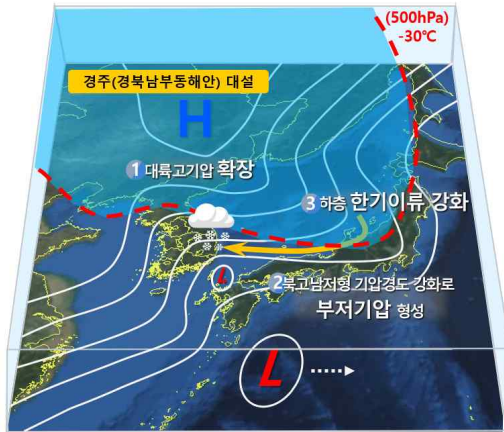 (500hPa)
-30℃
경주(경북남부동해안) 대설
H
1 대륙고기압 확장
3 하층 한기이류 강화
L
2 북고남저형 기압경도 강화로
부저기압 형성
L